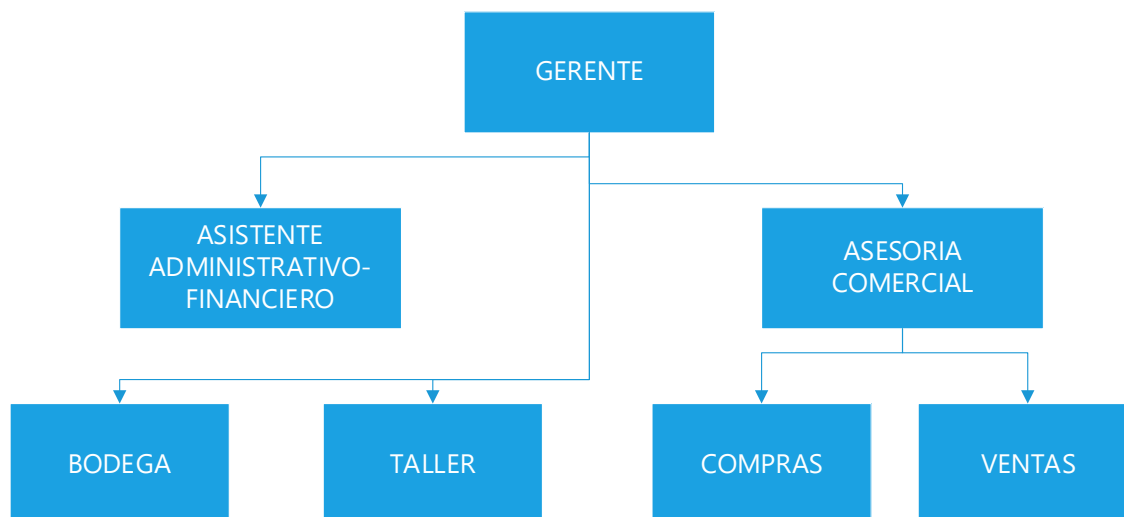 GERENTE
ASISTENTE
ADMINISTRATIVO-
FINANCIERO
ASESORIA
COMERCIAL
BODEGA
TALLER
COMPRAS
VENTAS